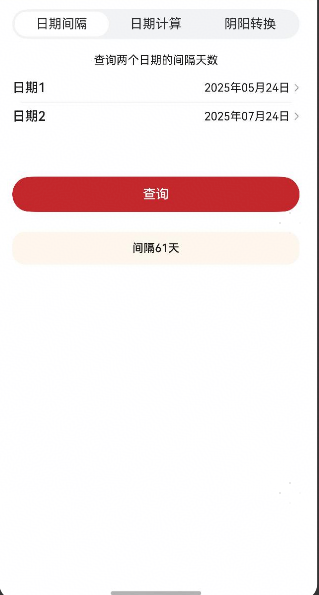 日期间隔 日期计算 阴阳转换
查询两个日期的间隔天数
日期1 2025年05月24日
日期2 2025年07月24日
查询
间隔61天